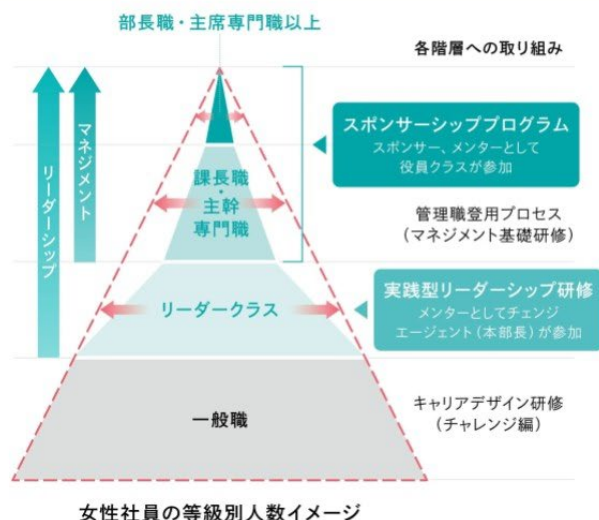 部長職・主席専門職以上
各階層への取り組み
リーダーシップ
マネジメント
スポンサーシッププログラム
スポンサー、メンターとして
役員クラスが参加
課長職
・
主幹
専門職
管理職登用プロセス
（マネジメント基礎研修）
リーダークラス
実践型リーダーシップ研修
メンターとしてチェンジ
エージェント（本部長）が参加
一般職
キャリアデザイン研修
（チャレンジ編）
女性社員の等級別人数イメージ